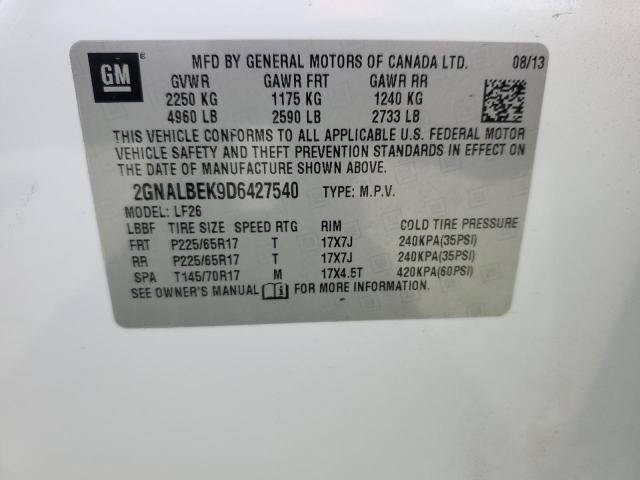 GM
MFD BY GENERAL MOTORS OF CANADA LTD. 08/13
GVWR GAWR FRT GAWR RR
2250 KG 1175 KG 1240 KG
4960 LB 2590 LB 2733 LB
THIS VEHICLE CONFORMS TO ALL APPLICABLE U.S. FEDERAL MOTOR
VEHICLE SAFETY AND THEFT PREVENTION STANDARDS IN EFFECT ON
THE DATE OF MANUFACTURE SHOWN ABOVE.
2GNALBEK9D6427540 TYPE: M.P.V.
MODEL: LF26
LBBF TIRE SIZE SPEED RTG RIM COLD TIRE PRESSURE
FRT P225/65R17 T 17X7J 240KPA(35PSI)
RR P225/65R17 T 17X7J 240KPA(35PSI)
SPA T145/70R17 M 17X4.5T 420KPA(60PSI)
SEE OWNER'S MANUAL FOR MORE INFORMATION.